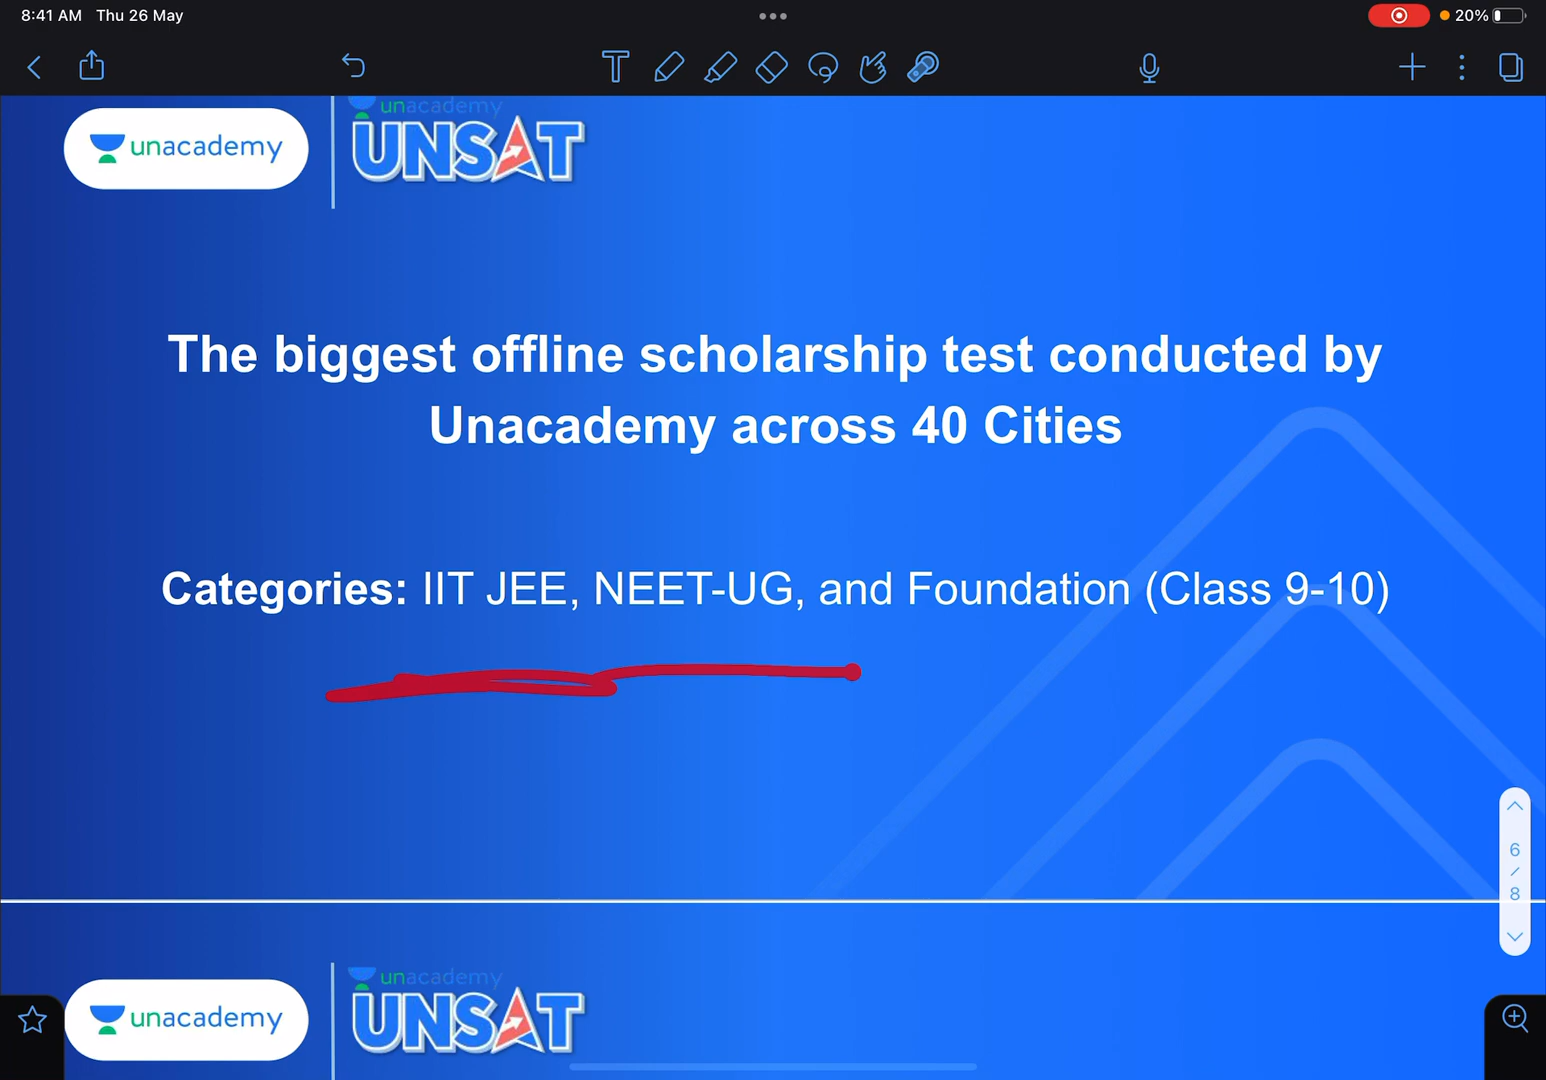 8:41 AM Thu 26 May
20%
unacademy
unacademy
UNSAT
The biggest offline scholarship test conducted by
Unacademy across 40 Cities
Categories: IIT JEE, NEET-UG, and Foundation (Class 9-10)
6
/
8
unacademy
unacademy
UNSAT